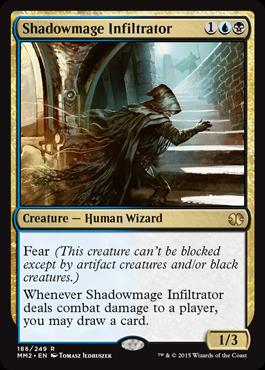 Shadowmage Infiltrator 1
Creature — Human Wizard
Fear (This creature can't be blocked
except by artifact creatures and/or black
creatures.)
Whenever Shadowmage Infiltrator
deals combat damage to a player,
you may draw a card.
1/3
186/249 R
MM2 • EN Tomasz Jedruszek
™ & © 2015 Wizards of the Coast